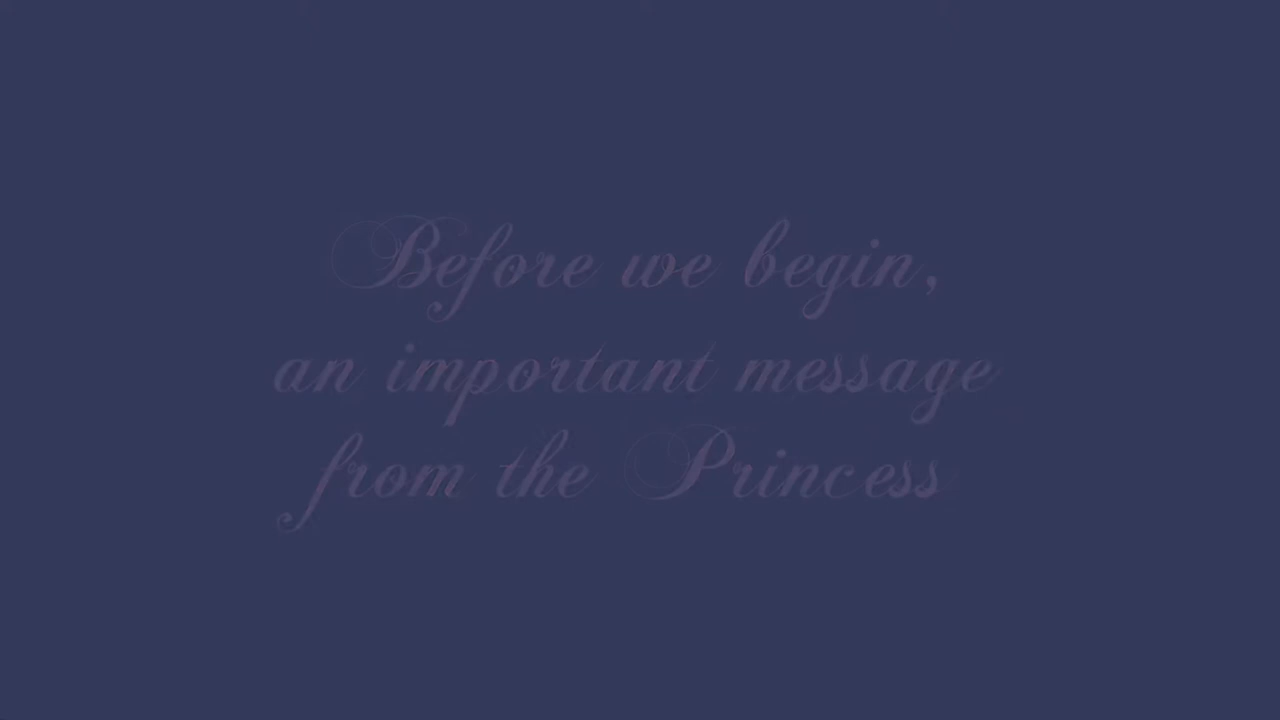 Before we begin,
an important message
from the Princess